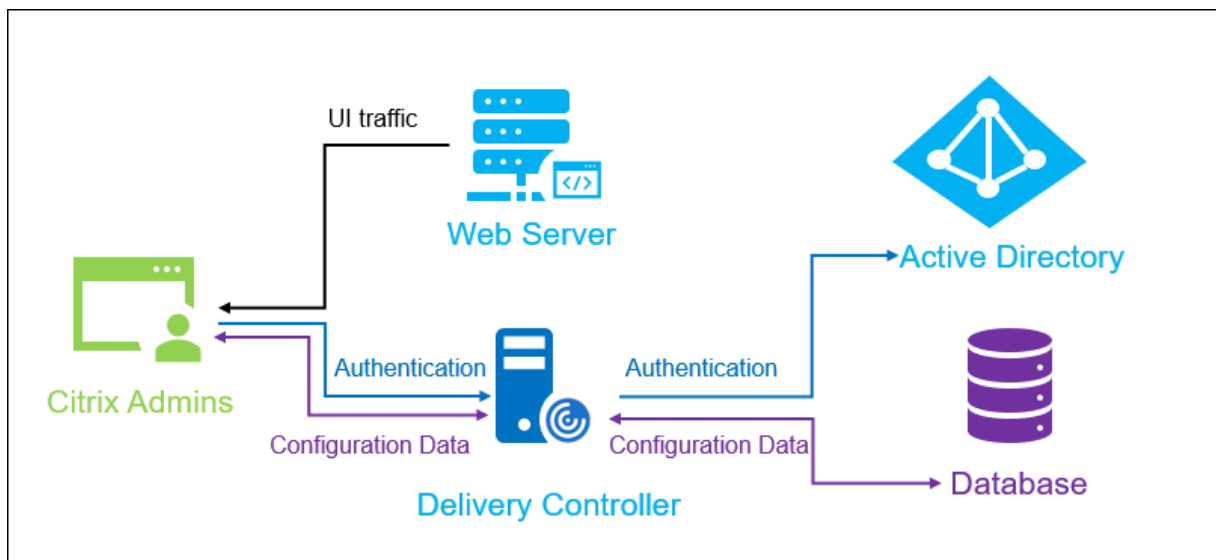 UI traffic
</>
Web Server
Active Directory
Authentication
Authentication
Citrix Admins
Configuration Data
Configuration Data
Database
Delivery Controller